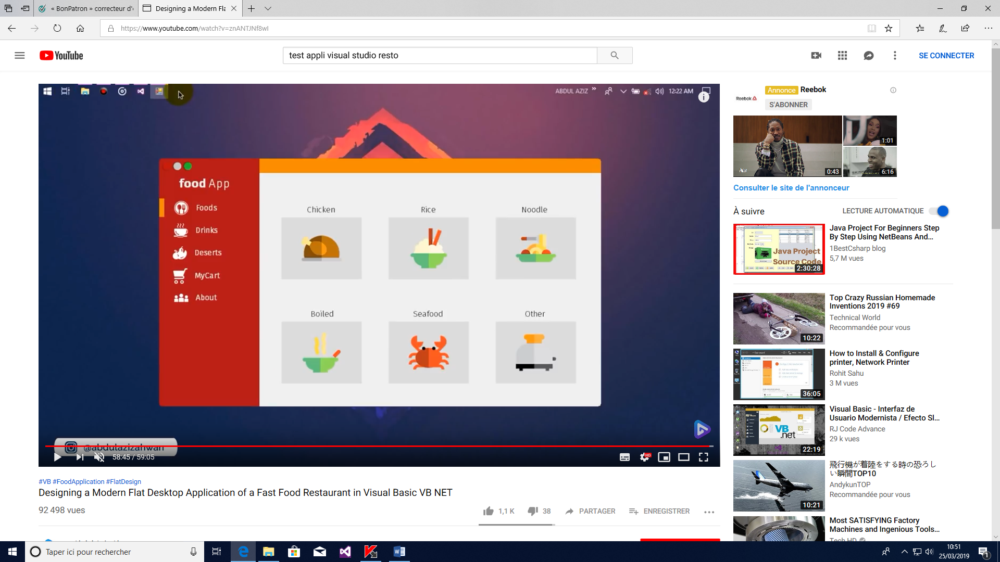 « BonPatron » correcteur d'
Designing a Modern Fla
https://www.youtube.com/watch?v=znANTJNf8wI
YouTube
test appli visual studio resto
SE CONNECTER
ABDUL AZIZ
12:22 AM
food App
Foods
Drinks
Deserts
MyCart
About
Chicken
Rice
Noodle
Boiled
Seafood
Other
@abdulazizahwan
58:45 / 59:05
HD
#VB #FoodApplication #FlatDesign
Designing a Modern Flat Desktop Application of a Fast Food Restaurant in Visual Basic VB NET
92 498 vues
1,1 K
38
PARTAGER
ENREGISTRER
Reebok
Annonce Reebok
S'ABONNER
0:43
1:01
6:16
Consulter le site de l'annonceur
À suivre
LECTURE AUTOMATIQUE
Java Project
Source Code
2:30:28
Java Project For Beginners Step
By Step Using NetBeans And...
1BestCsharp blog
5,7 M vues
10:22
Top Crazy Russian Homemade
Inventions 2019 #69
Technical World
Recommandée pour vous
36:05
How to Install & Configure
printer, Network Printer
Rohit Sahu
3 M vues
VB
.net
22:19
Visual Basic - Interfaz de
Usuario Modernista / Efecto Sl...
RJ Code Advance
29 k vues
10:21
飛行機が着陸をする時の恐ろし
い瞬間TOP10
AndykunTOP
Recommandée pour vous
Most SATISFYING Factory
Machines and Ingenious Tools...
Tech HD
Taper ici pour rechercher
10:51
25/03/2019
1